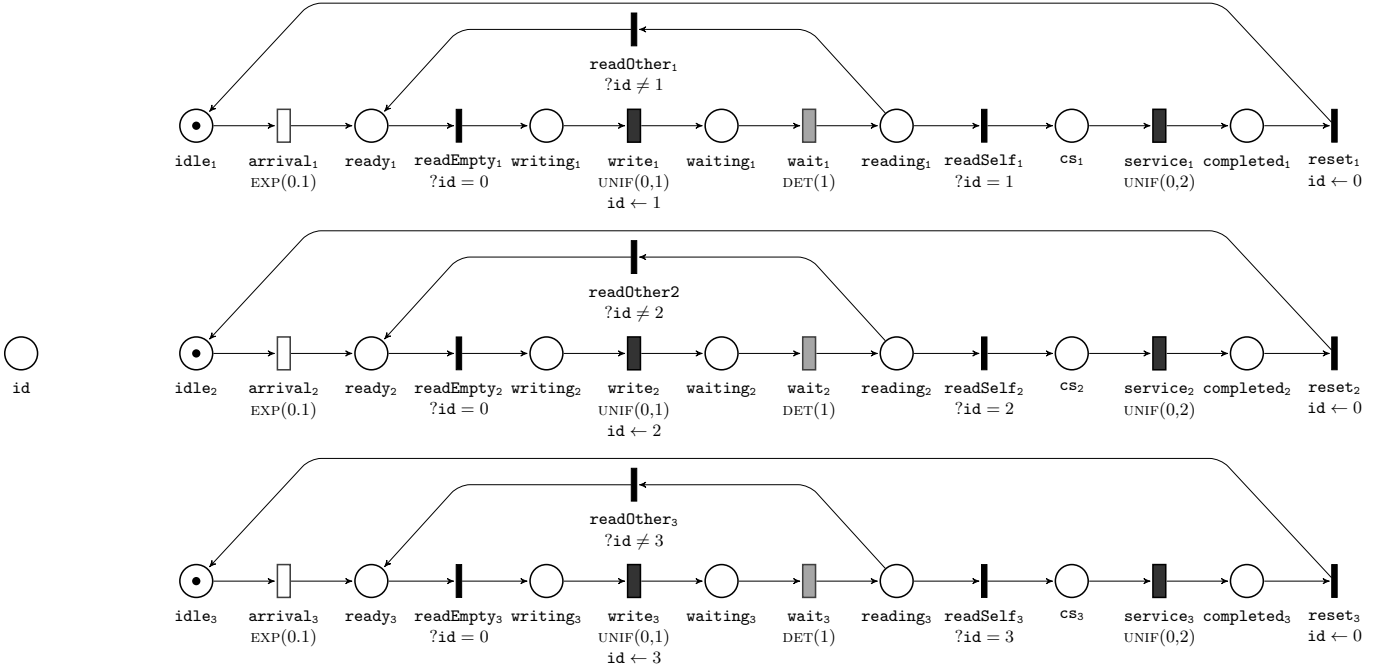 readOther₁
?id ≠ 1
idle₁ arrival₁ ready₁ readEmpty₁ writing₁ write₁ waiting₁ wait₁ reading₁ readSelf₁ cs₁ service₁ completed₁ reset₁
EXP(0.1) ?id = 0 UNIF(0,1) DET(1) ?id = 1 UNIF(0,2) id ← 0
id ← 1
readOther2
?id ≠ 2
id idle₂ arrival₂ ready₂ readEmpty₂ writing₂ write₂ waiting₂ wait₂ reading₂ readSelf₂ cs₂ service₂ completed₂ reset₂
EXP(0.1) ?id = 0 UNIF(0,1) DET(1) ?id = 2 UNIF(0,2) id ← 0
id ← 2
readOther₃
?id ≠ 3
idle₃ arrival₃ ready₃ readEmpty₃ writing₃ write₃ waiting₃ wait₃ reading₃ readSelf₃ cs₃ service₃ completed₃ reset₃
EXP(0.1) ?id = 0 UNIF(0,1) DET(1) ?id = 3 UNIF(0,2) id ← 0
id ← 3